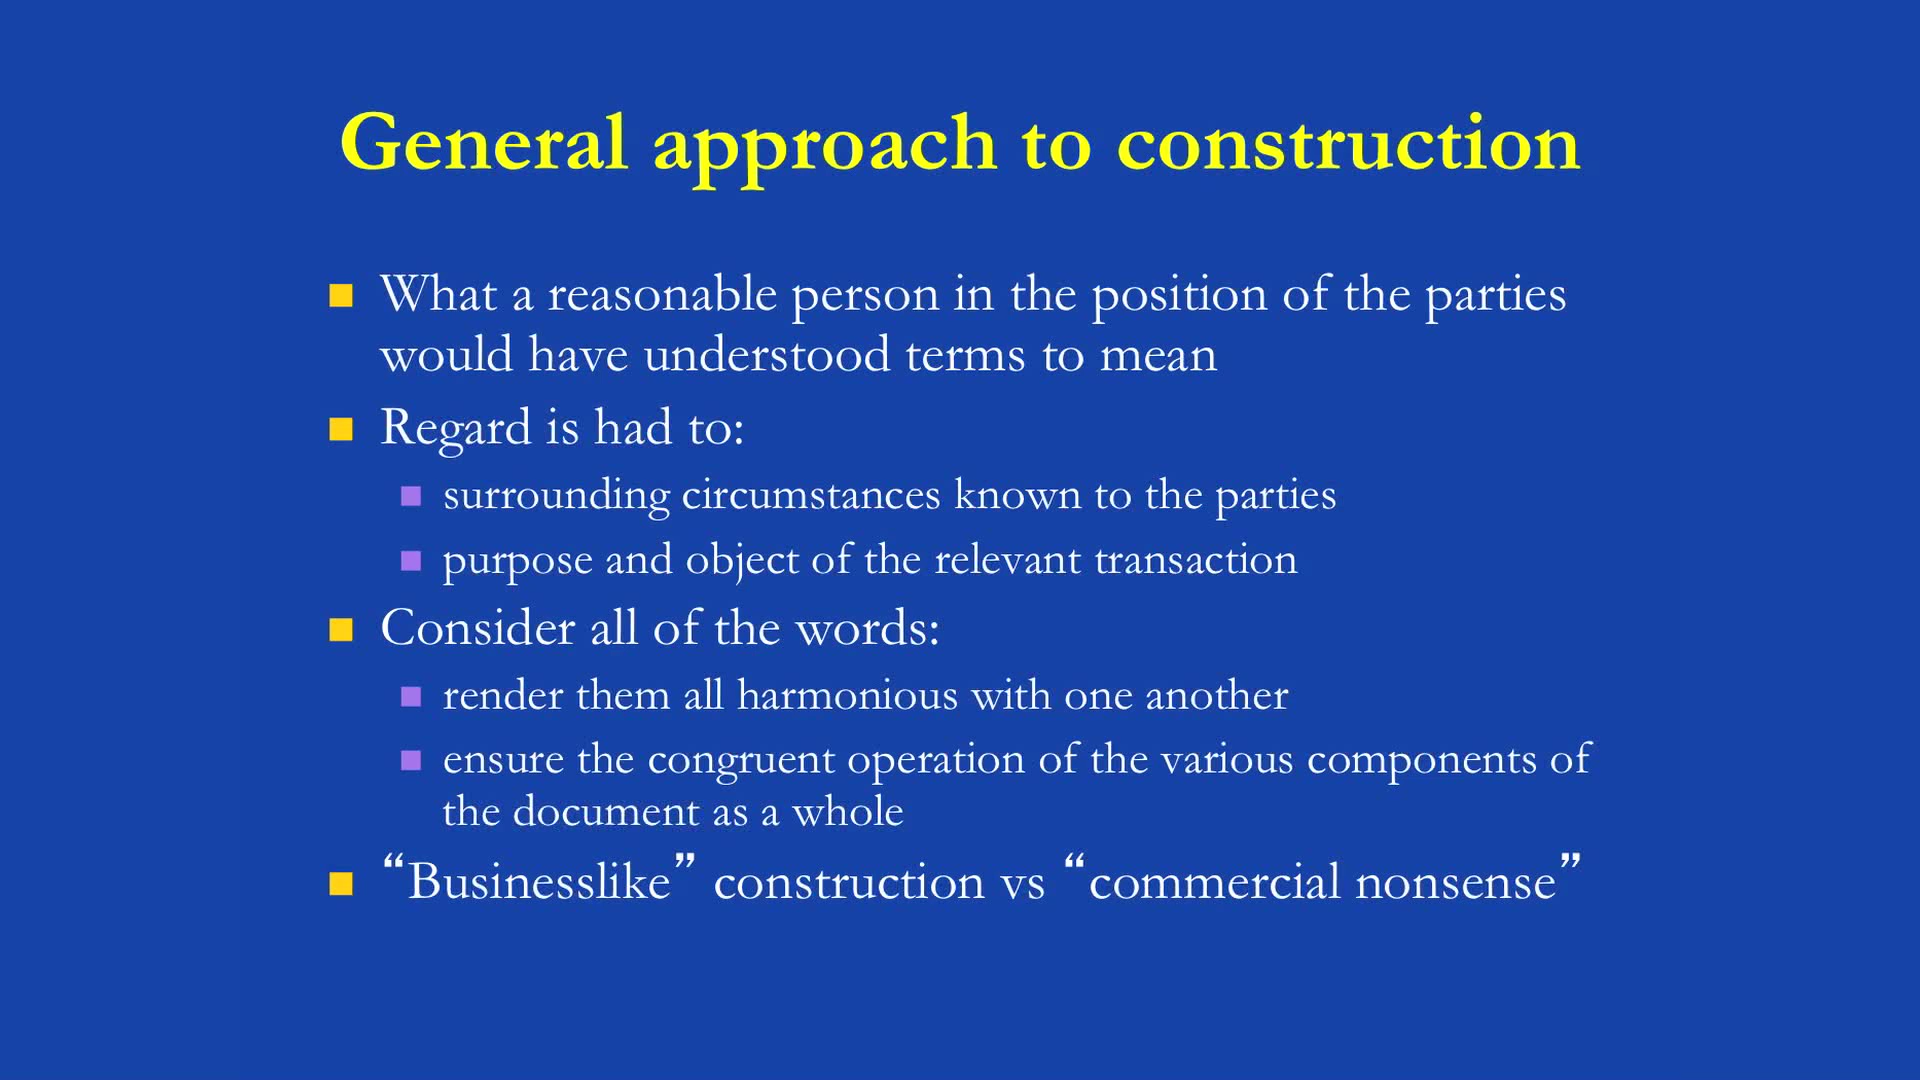 General approach to construction
What a reasonable person in the position of the parties
would have understood terms to mean
Regard is had to:
surrounding circumstances known to the parties
purpose and object of the relevant transaction
Consider all of the words:
render them all harmonious with one another
ensure the congruent operation of the various components of
the document as a whole
“Businesslike” construction vs “commercial nonsense”